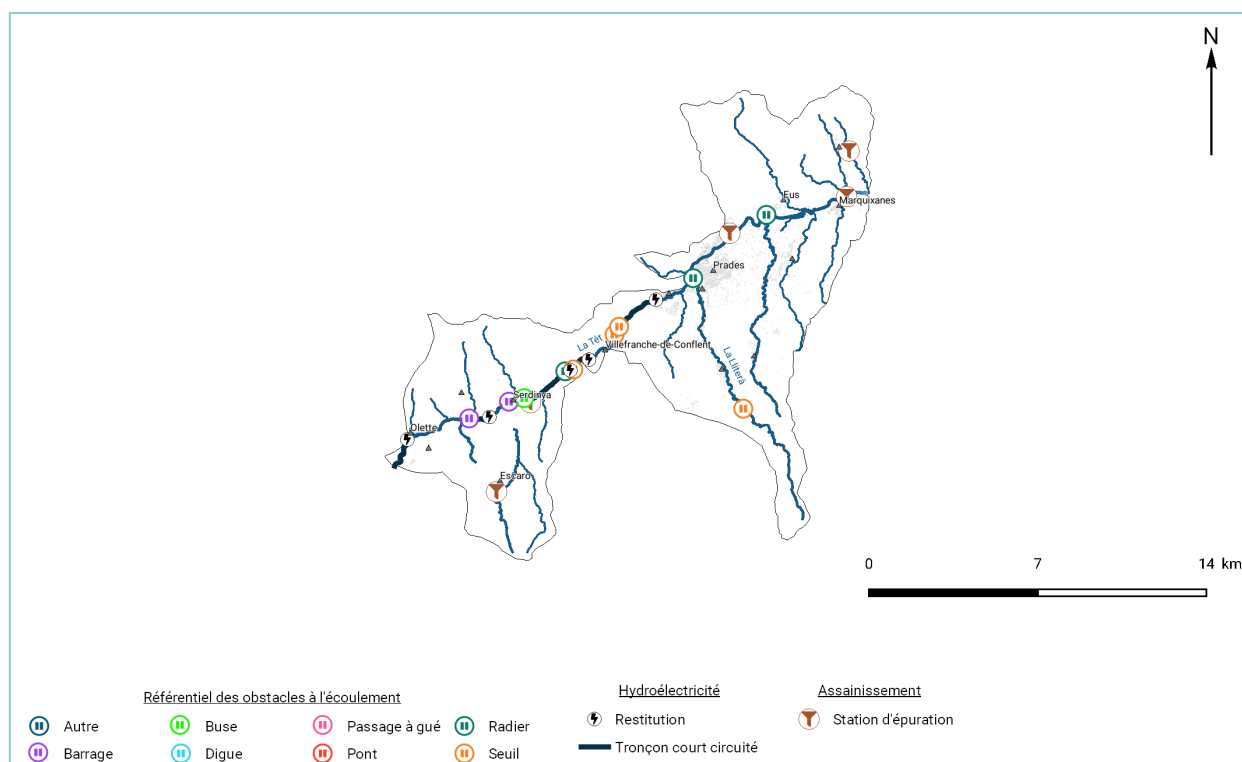 N
Eus
Marquixanes
Prades
La Têt
Villefranche-de-Conflent
La Lliterà
Serdinya
Olette
Escaro
0 7 14 km
Référentiel des obstacles à l'écoulement
Hydroélectricité
Assainissement
Autre
Buse
Passage à gué
Radier
Restitution
Station d'épuration
Barrage
Digue
Pont
Seuil
Tronçon court circuité